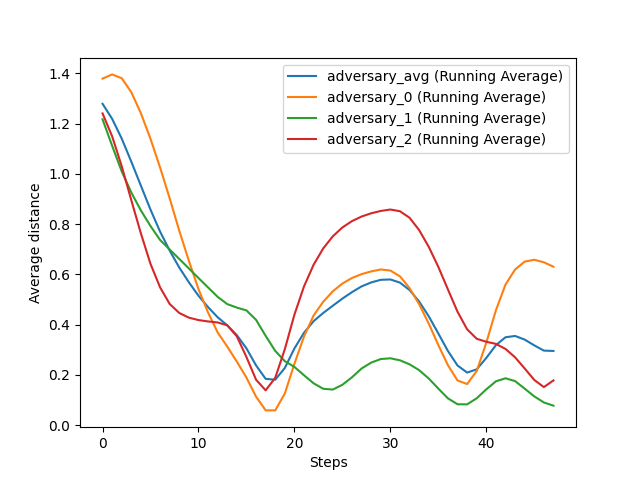 adversary_avg (Running Average)
adversary_0 (Running Average)
adversary_1 (Running Average)
adversary_2 (Running Average)
Average distance
1.4
1.2
1.0
0.8
0.6
0.4
0.2
0.0
0
10
20
30
40
Steps